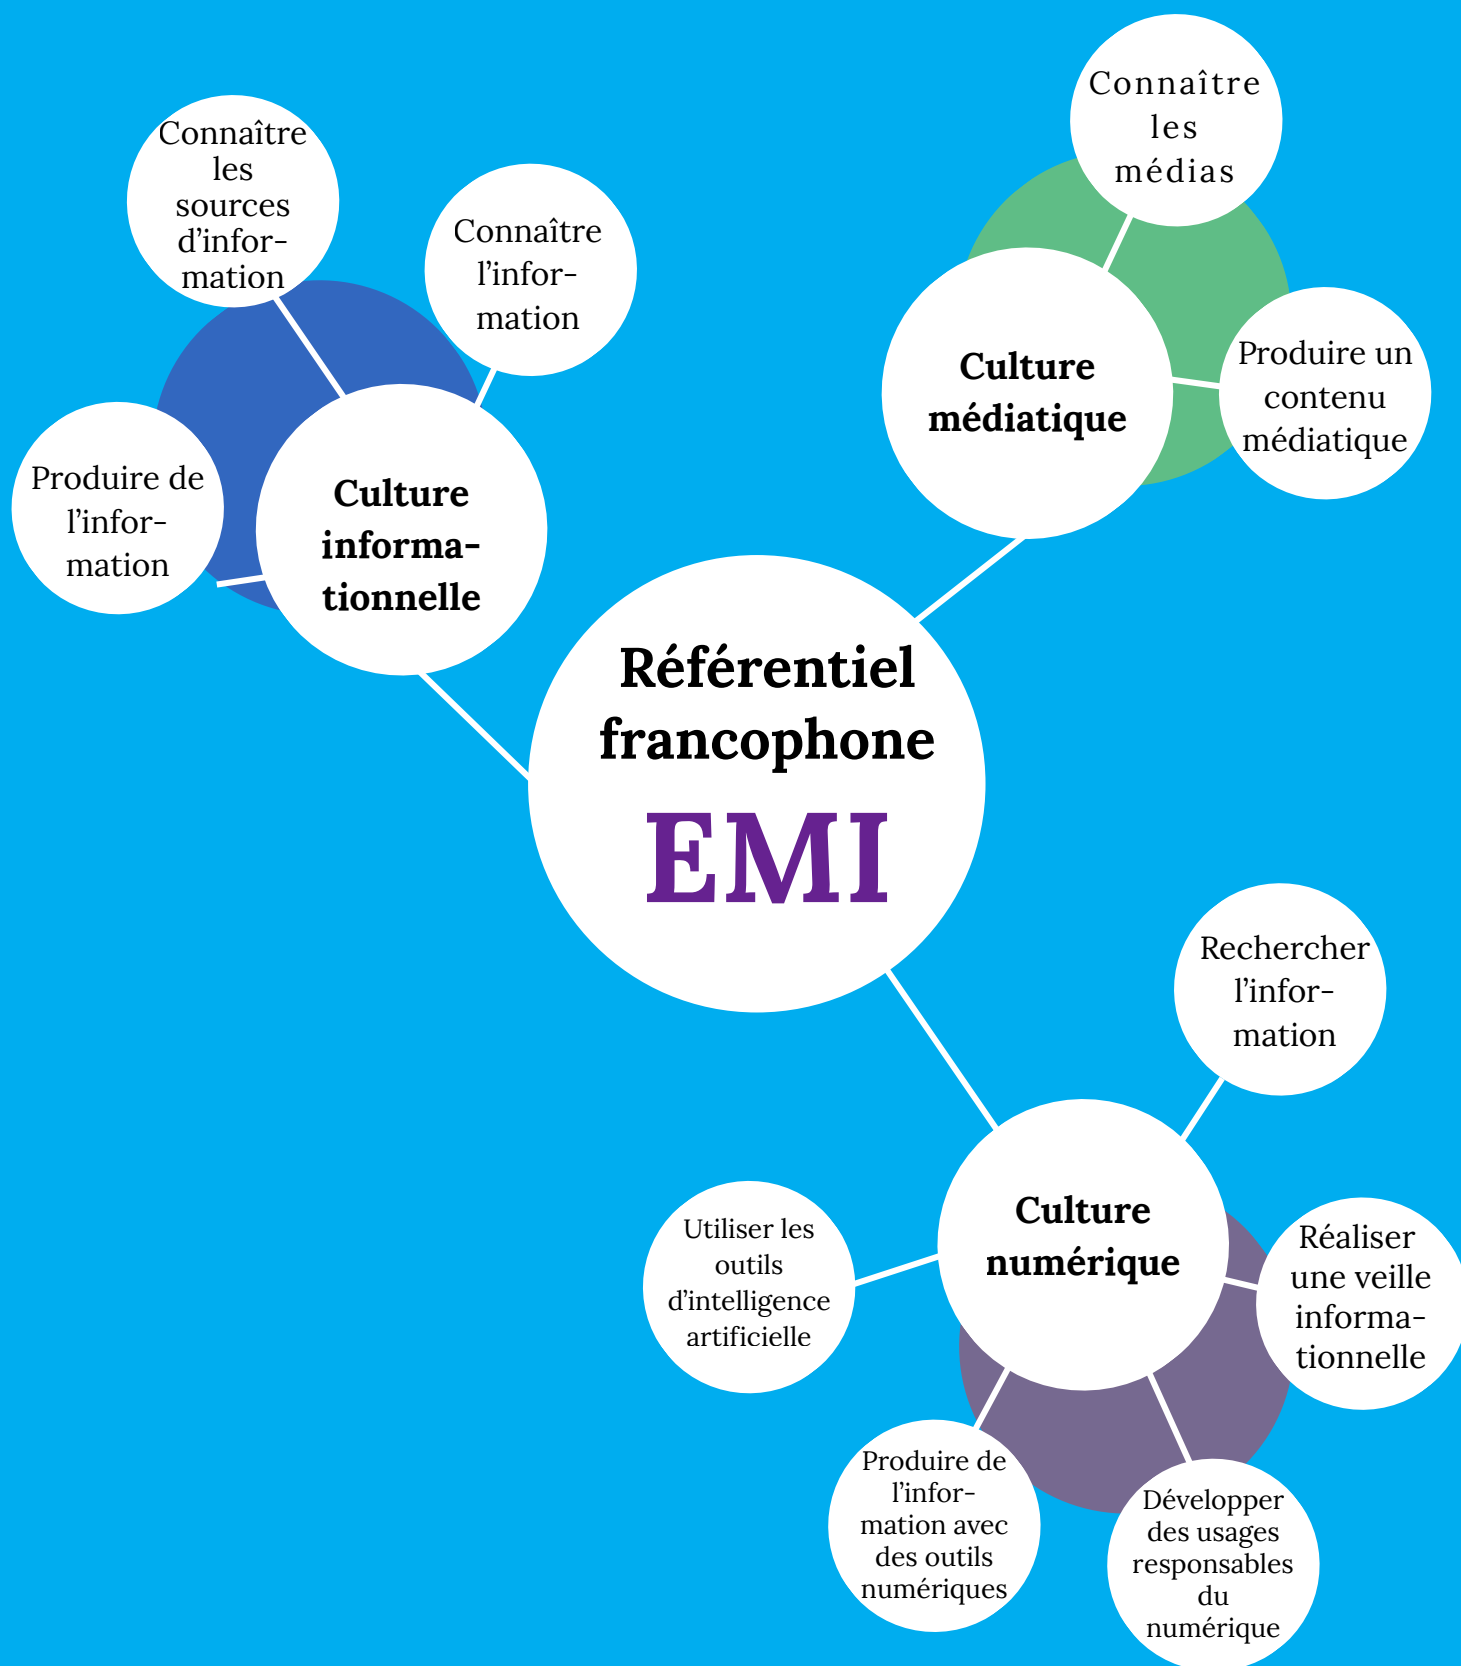 Connaître
les
médias
Connaître
les
sources
d'infor-
mation
Connaître
l'infor-
mation
Produire un
contenu
médiatique
Culture
médiatique
Produire de
l'infor-
mation
Culture
informa-
tionnelle
Référentiel
francophone
EMI
Rechercher
l'infor-
mation
Culture
numérique
Utiliser les
outils
d'intelligence
artificielle
Réaliser
une veille
informa-
tionnelle
Produire de
l'infor-
mation avec
des outils
numériques
Développer
des usages
responsables
du
numérique